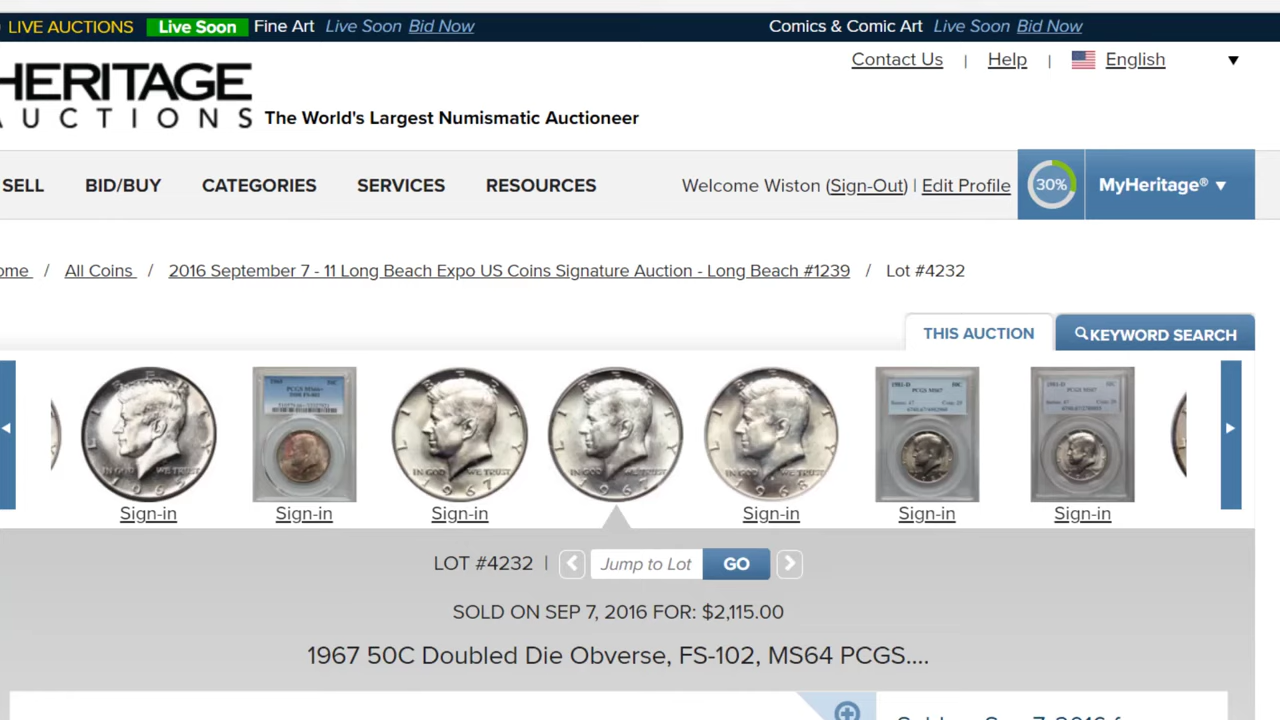 LIVE AUCTIONS Live Soon Fine Art Live Soon Bid Now Comics & Comic Art Live Soon Bid Now
Contact Us | Help | English
HERITAGE
AUCTIONS The World's Largest Numismatic Auctioneer
SELL BID/BUY CATEGORIES SERVICES RESOURCES Welcome Wiston (Sign-Out) | Edit Profile 30% MyHeritage®
ome / All Coins / 2016 September 7 - 11 Long Beach Expo US Coins Signature Auction - Long Beach #1239 / Lot #4232
THIS AUCTION KEYWORD SEARCH
Sign-in Sign-in Sign-in Sign-in Sign-in Sign-in
LOT #4232 | Jump to Lot GO
SOLD ON SEP 7, 2016 FOR: $2,115.00
1967 50C Doubled Die Obverse, FS-102, MS64 PCGS....